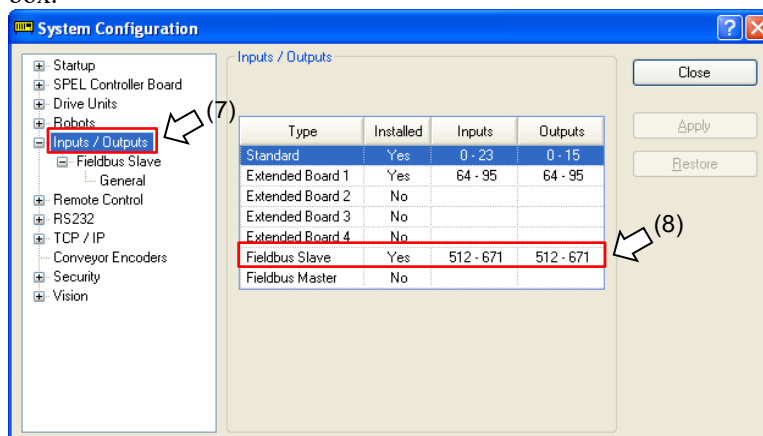 box.
System Configuration
Startup
SPEL Controller Board
Drive Units
Robots
(7)
Inputs / Outputs
Fieldbus Slave
General
Remote Control
RS232
TCP / IP
Conveyor Encoders
Security
Vision
Inputs / Outputs
Type Installed Inputs Outputs
Standard Yes 0 - 23 0 - 15
Extended Board 1 Yes 64 - 95 64 - 95
Extended Board 2 No
Extended Board 3 No
Extended Board 4 No
(8)
Fieldbus Slave Yes 512 - 671 512 - 671
Fieldbus Master No
Close
Apply
Restore